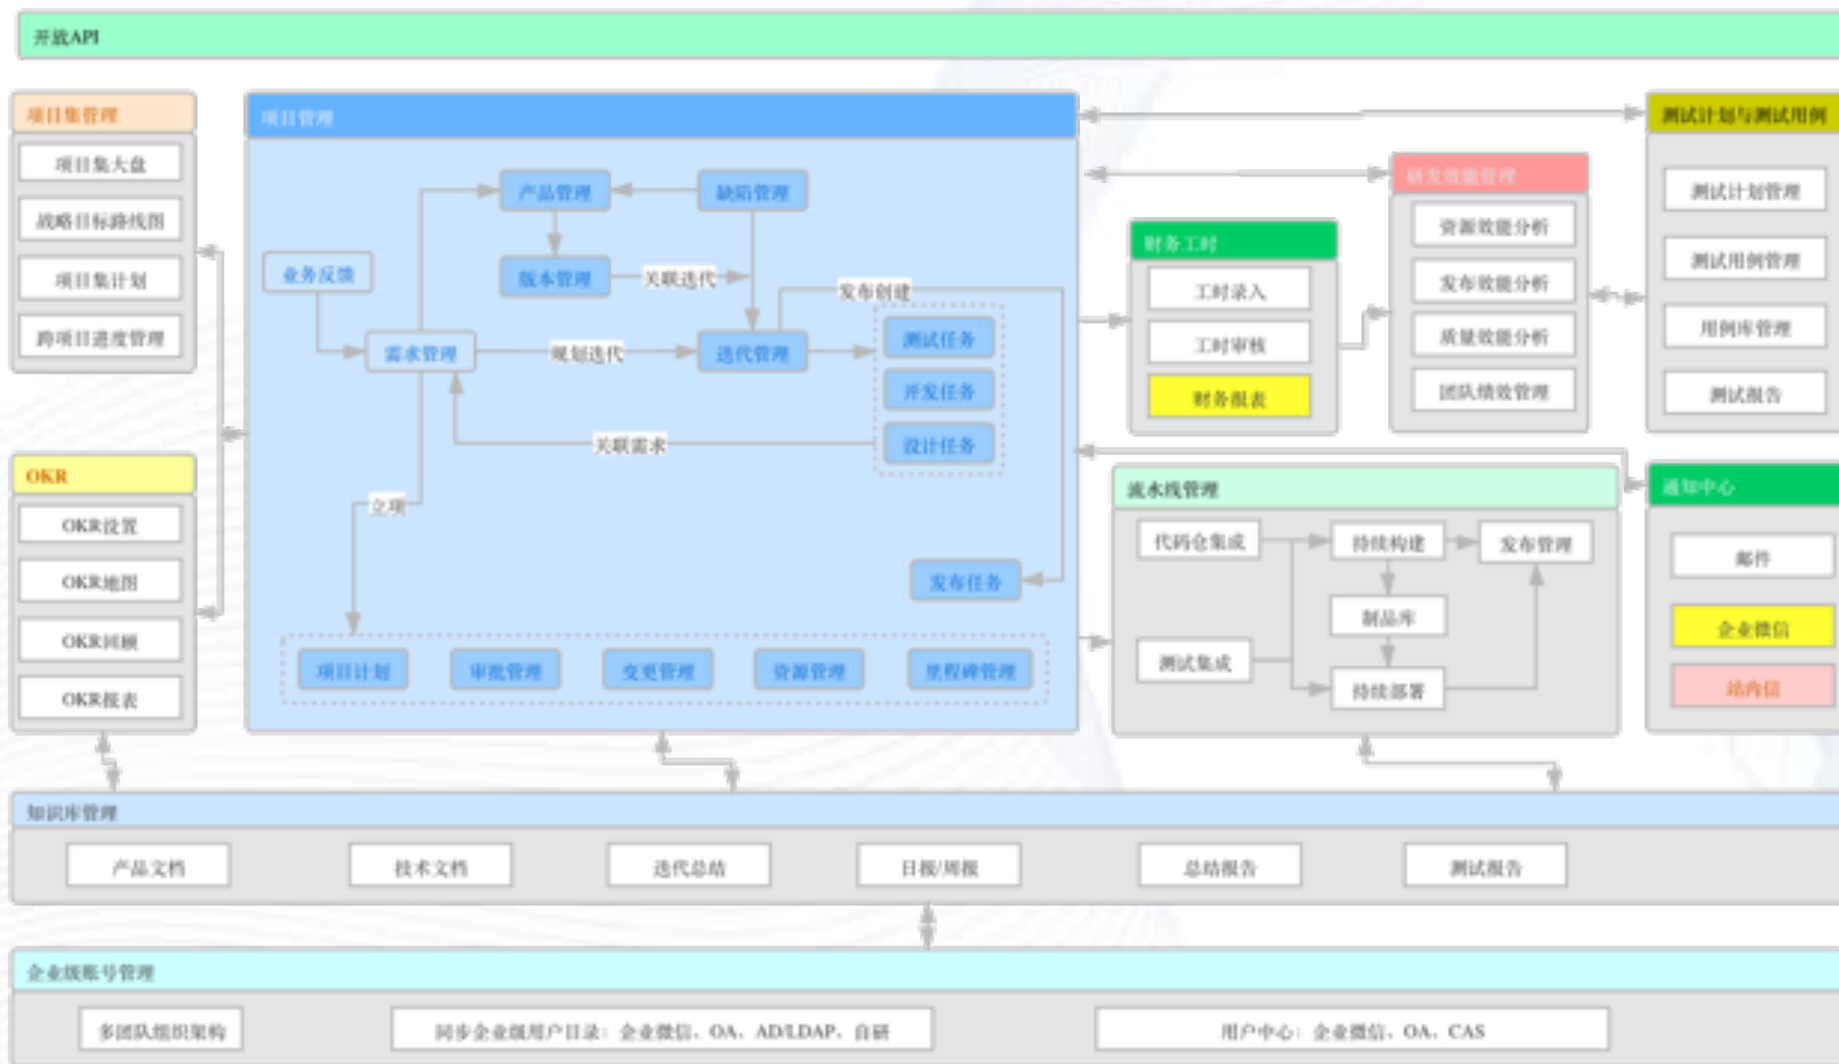 开放API
项目集管理
项目集大盘
战略目标路线图
项目集计划
跨项目进度管理
OKR
OKR设置
OKR地图
OKR回顾
OKR报表
项目管理
产品管理
缺陷管理
业务反馈
版本管理
关联迭代
发布创建
需求管理
规划迭代
迭代管理
测试任务
开发任务
设计任务
关联需求
立项
发布任务
项目计划
审批管理
变更管理
资源管理
里程碑管理
财务工时
工时录入
工时审核
财务报表
研发效能管理
资源效能分析
发布效能分析
质量效能分析
团队绩效管理
测试计划与测试用例
测试计划管理
测试用例管理
用例库管理
测试报告
流水线管理
代码仓集成
持续构建
发布管理
制品库
测试集成
持续部署
通知中心
邮件
企业微信
站内信
知识库管理
产品文档
技术文档
迭代总结
日报/周报
总结报告
测试报告
企业级账号管理
多团队组织架构
同步企业级用户目录：企业微信、OA、AD/LDAP、自研
用户中心：企业微信、OA、CAS